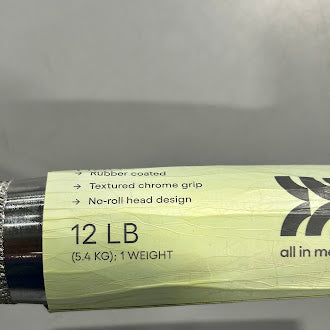 → Rubber coated
→ Textured chrome grip
→ No-roll head design
12 LB
(5.4 KG); 1 WEIGHT
all in